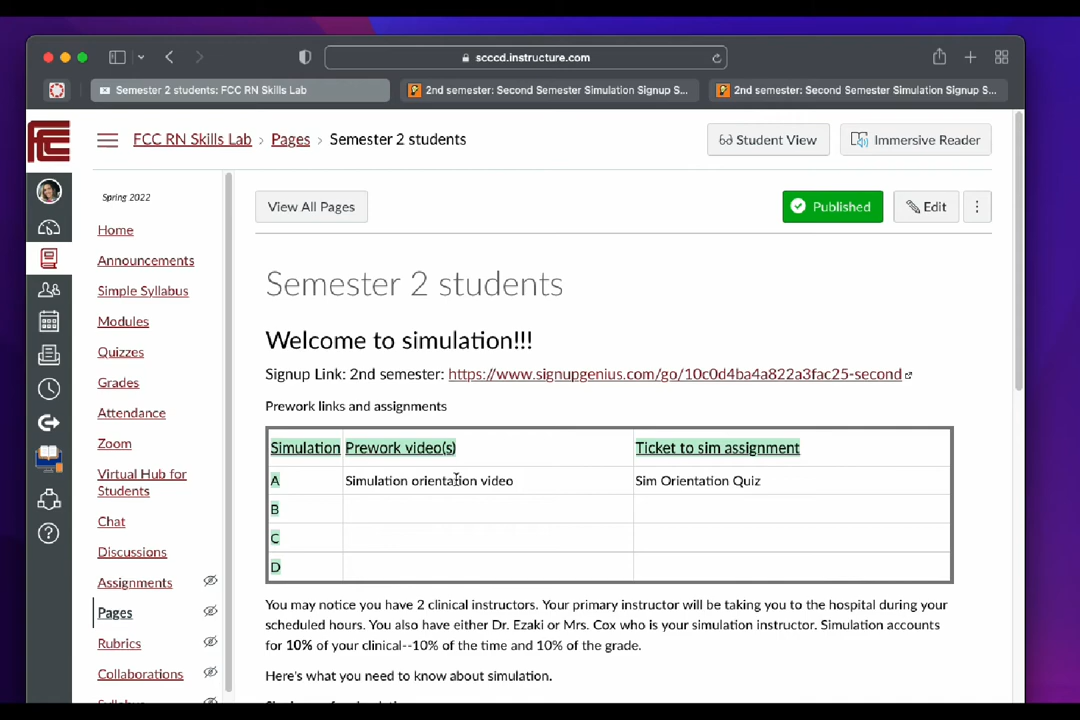 scccd.instructure.com
Semester 2 students: FCC RN Skills Lab
2nd semester: Second Semester Simulation Signup S...
2nd semester: Second Semester Simulation Signup S...
FCC RN Skills Lab > Pages > Semester 2 students
Student View
Immersive Reader
Spring 2022
Home
Announcements
Simple Syllabus
Modules
Quizzes
Grades
Attendance
Zoom
Virtual Hub for
Students
Chat
Discussions
Assignments
Pages
Rubrics
Collaborations
View All Pages
Published
Edit
Semester 2 students
Welcome to simulation!!!
Signup Link: 2nd semester: https://www.signupgenius.com/go/10c0d4ba4a822a3fac25-second
Prework links and assignments
Simulation Prework video(s) Ticket to sim assignment
A Simulation orientation video Sim Orientation Quiz
B
C
D
You may notice you have 2 clinical instructors. Your primary instructor will be taking you to the hospital during your
scheduled hours. You also have either Dr. Ezaki or Mrs. Cox who is your simulation instructor. Simulation accounts
for 10% of your clinical--10% of the time and 10% of the grade.
Here's what you need to know about simulation.